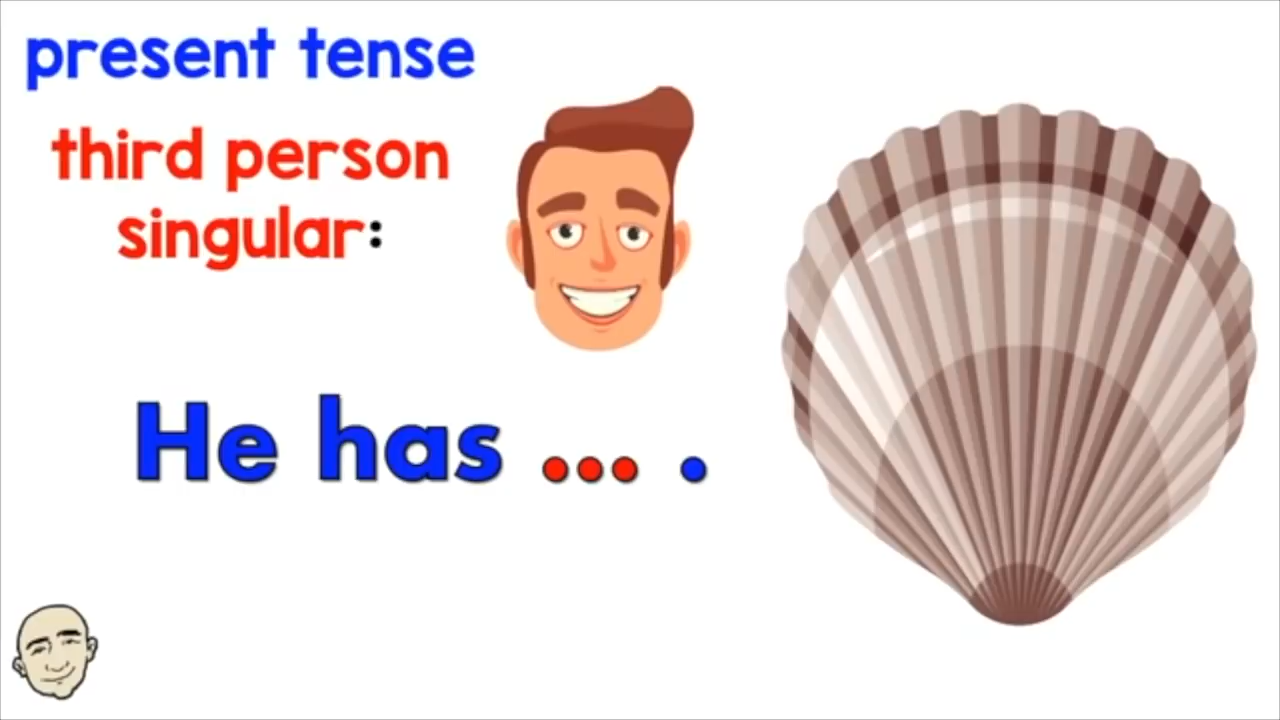 present tense
third person
singular:
He has ... .